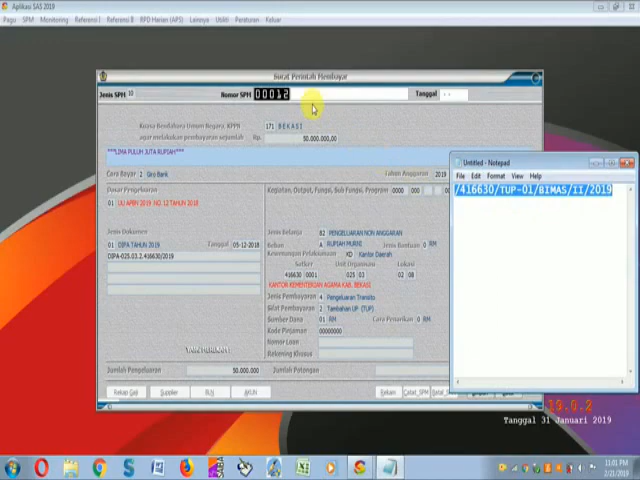 Aplikasi SAS 2019
Pagu SPM Monitoring Referensi I Referensi II RPD Harian (APS) Lainnya Utiliti Peraturan Keluar
Surat Perintah Membayar
Jenis SPM 10 Nomor SPM 00012 Tanggal - -
Kuasa Bendahara Umum Negara, KPPN 171 BEKASI
agar melakukan pembayaran sejumlah Rp. 50.000.000,00
***LIMA PULUH JUTA RUPIAH***
Cara Bayar 2 Giro Bank Tahun Anggaran 2019
Dasar Pengeluaran
01 UU APBN 2019 NO. 12 TAHUN 2018
Jenis Dokumen
01 DIPA TAHUN 2019 Tanggal 05-12-2018
DIPA-025.03.2.416630/2019
Kegiatan, Output, Fungsi, Sub Fungsi, Program 0000 000
Jenis Belanja 82 PENGELUARAN NON ANGGARAN
Beban A RUPIAH MURNI Jenis Bantuan 0 RM
Kewenangan Pelaksanaan KD Kantor Daerah
Satker Unit Organisasi Lokasi
416630 0001 025 03 02 08
KANTOR KEMENTERIAN AGAMA KAB. BEKASI
Jenis Pembayaran 4 Pengeluaran Transito
Sifat Pembayaran 2 Tambahan UP (TUP)
Sumber Dana 01 RM Cara Penarikan 0 RM
Kode Pinjaman 00000000
Nomor Loan
Rekening Khusus
Jumlah Pengeluaran 50.000.000 Jumlah Potongan
Rekap Gaji Supplier BLN AKUN Rekam Catat_SPM
Untitled - Notepad
File Edit Format View Help
/416630/TUP-01/BIMAS/II/2019
19.0.2
Tanggal 31 Januari 2019
11:01 PM
2/21/2019